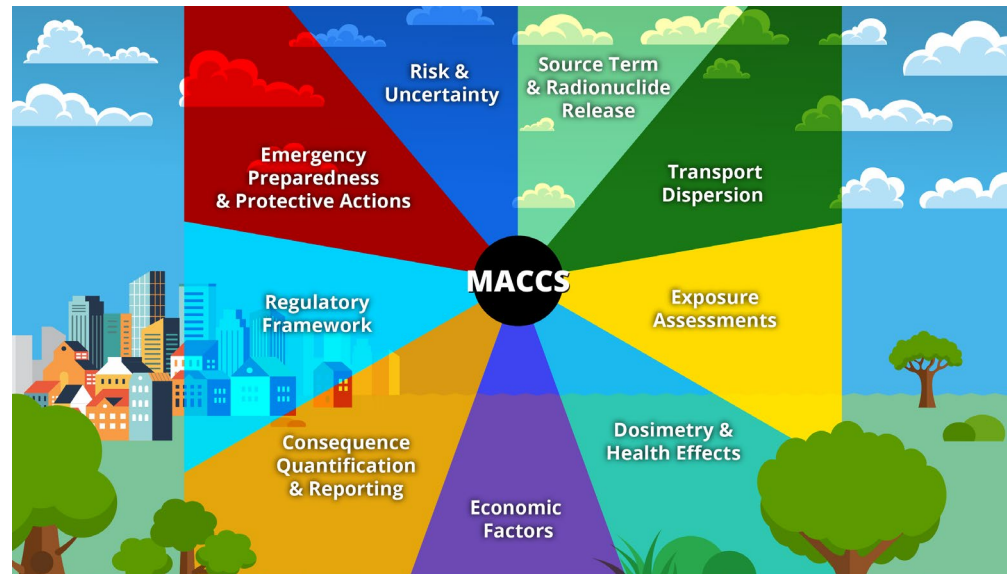 Risk &
Uncertainty
Source Term
& Radionuclide
Release
Emergency
Preparedness
& Protective Actions
Transport
Dispersion
MACCS
Regulatory
Framework
Exposure
Assessments
Consequence
Quantification
& Reporting
Dosimetry &
Health Effects
Economic
Factors